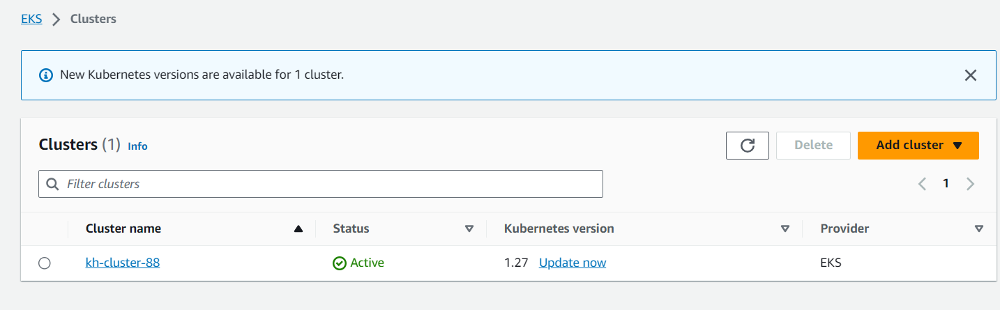 EKS > Clusters
New Kubernetes versions are available for 1 cluster.
Clusters (1) Info
Delete
Add cluster
Filter clusters
1
Cluster name Status Kubernetes version Provider
kh-cluster-88 Active 1.27 Update now EKS